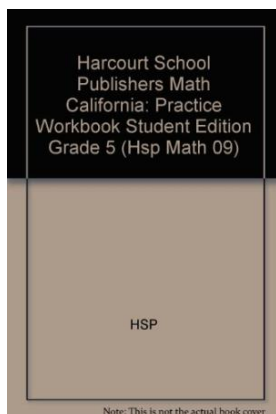 Harcourt School
Publishers Math
California: Practice
Workbook Student Edition
Grade 5 (Hsp Math 09)
HSP
Note: This is not the actual book cover